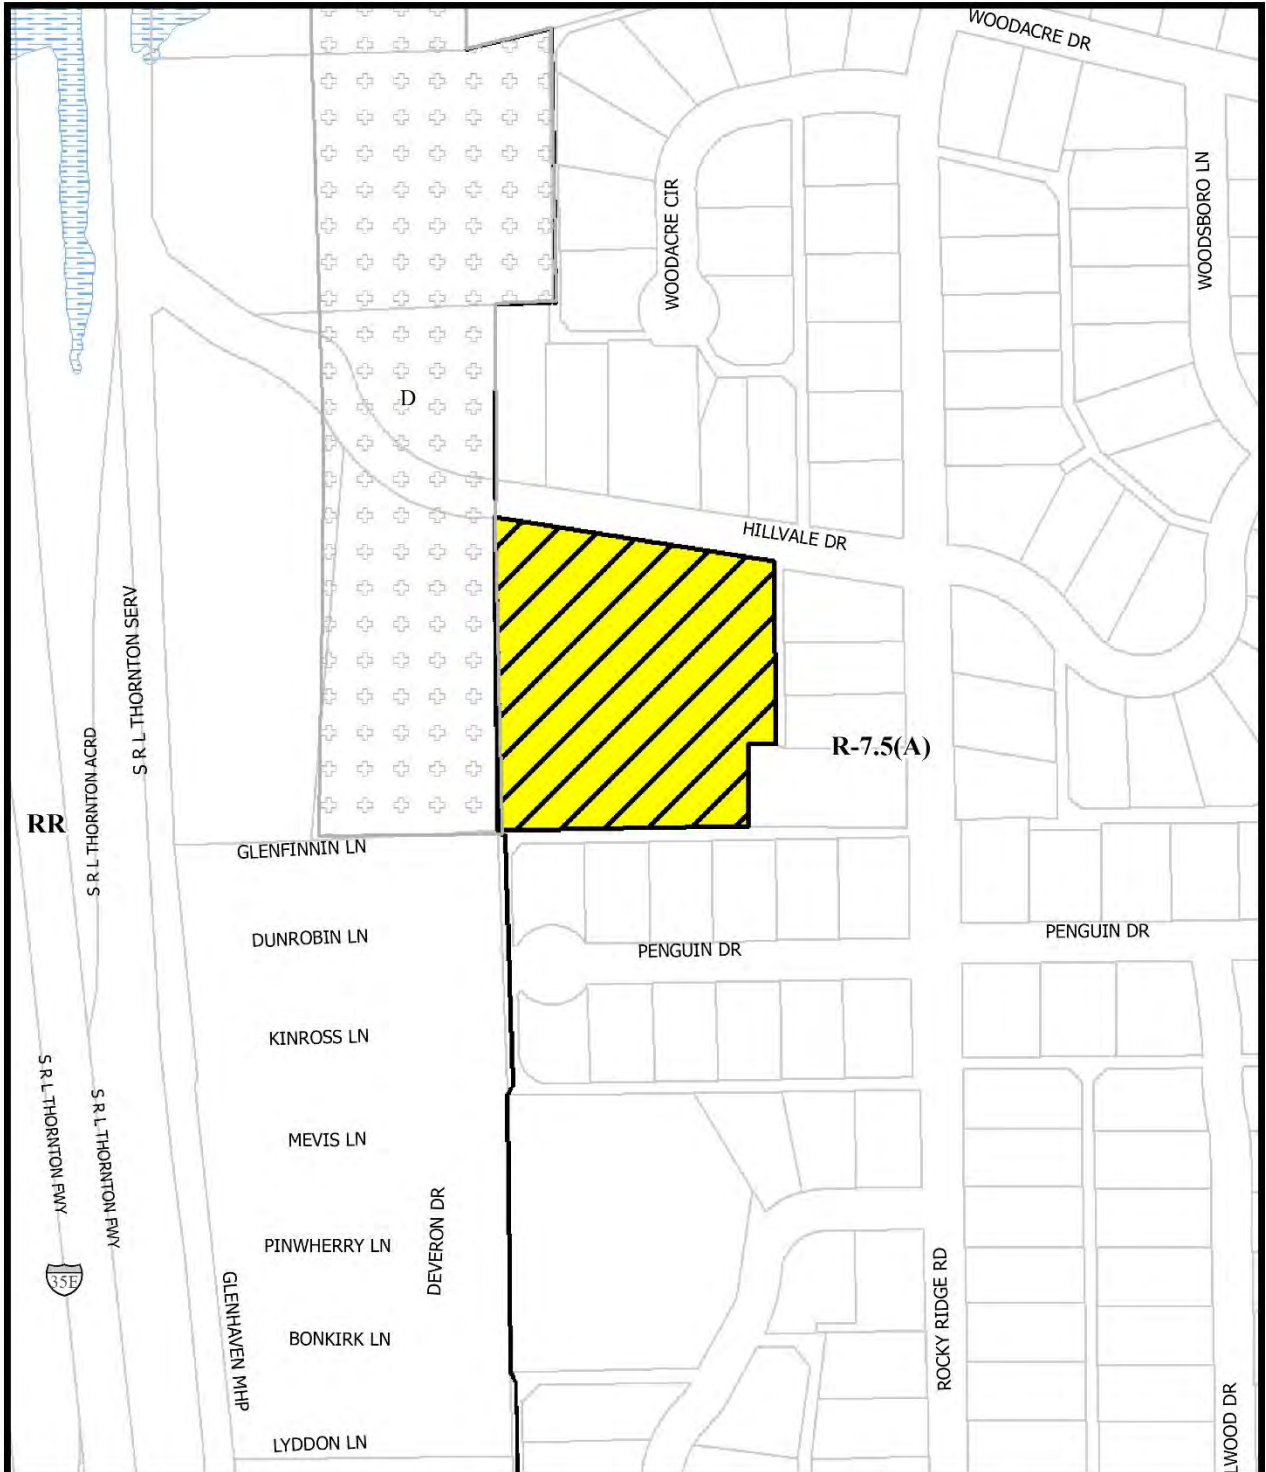 WOODACRE DR
WOODACRE CIR
WOODSBORO LN
D
HILLVALE DR
S R L THORNTON SERV
R-7.5(A)
S R L THORNTON ACRD
RR
GLENFINNIN LN
DUNROBIN LN
PENGUIN DR
PENGUIN DR
KINROSS LN
S R L THORNTON FWY
S R L THORNTON FWY
MEVIS LN
DEVERON DR
PINWHERRY LN
35E
GLENHAVEN MHP
BONKIRK LN
ROCKY RIDGE RD
LYDDON LN
LWOOD DR